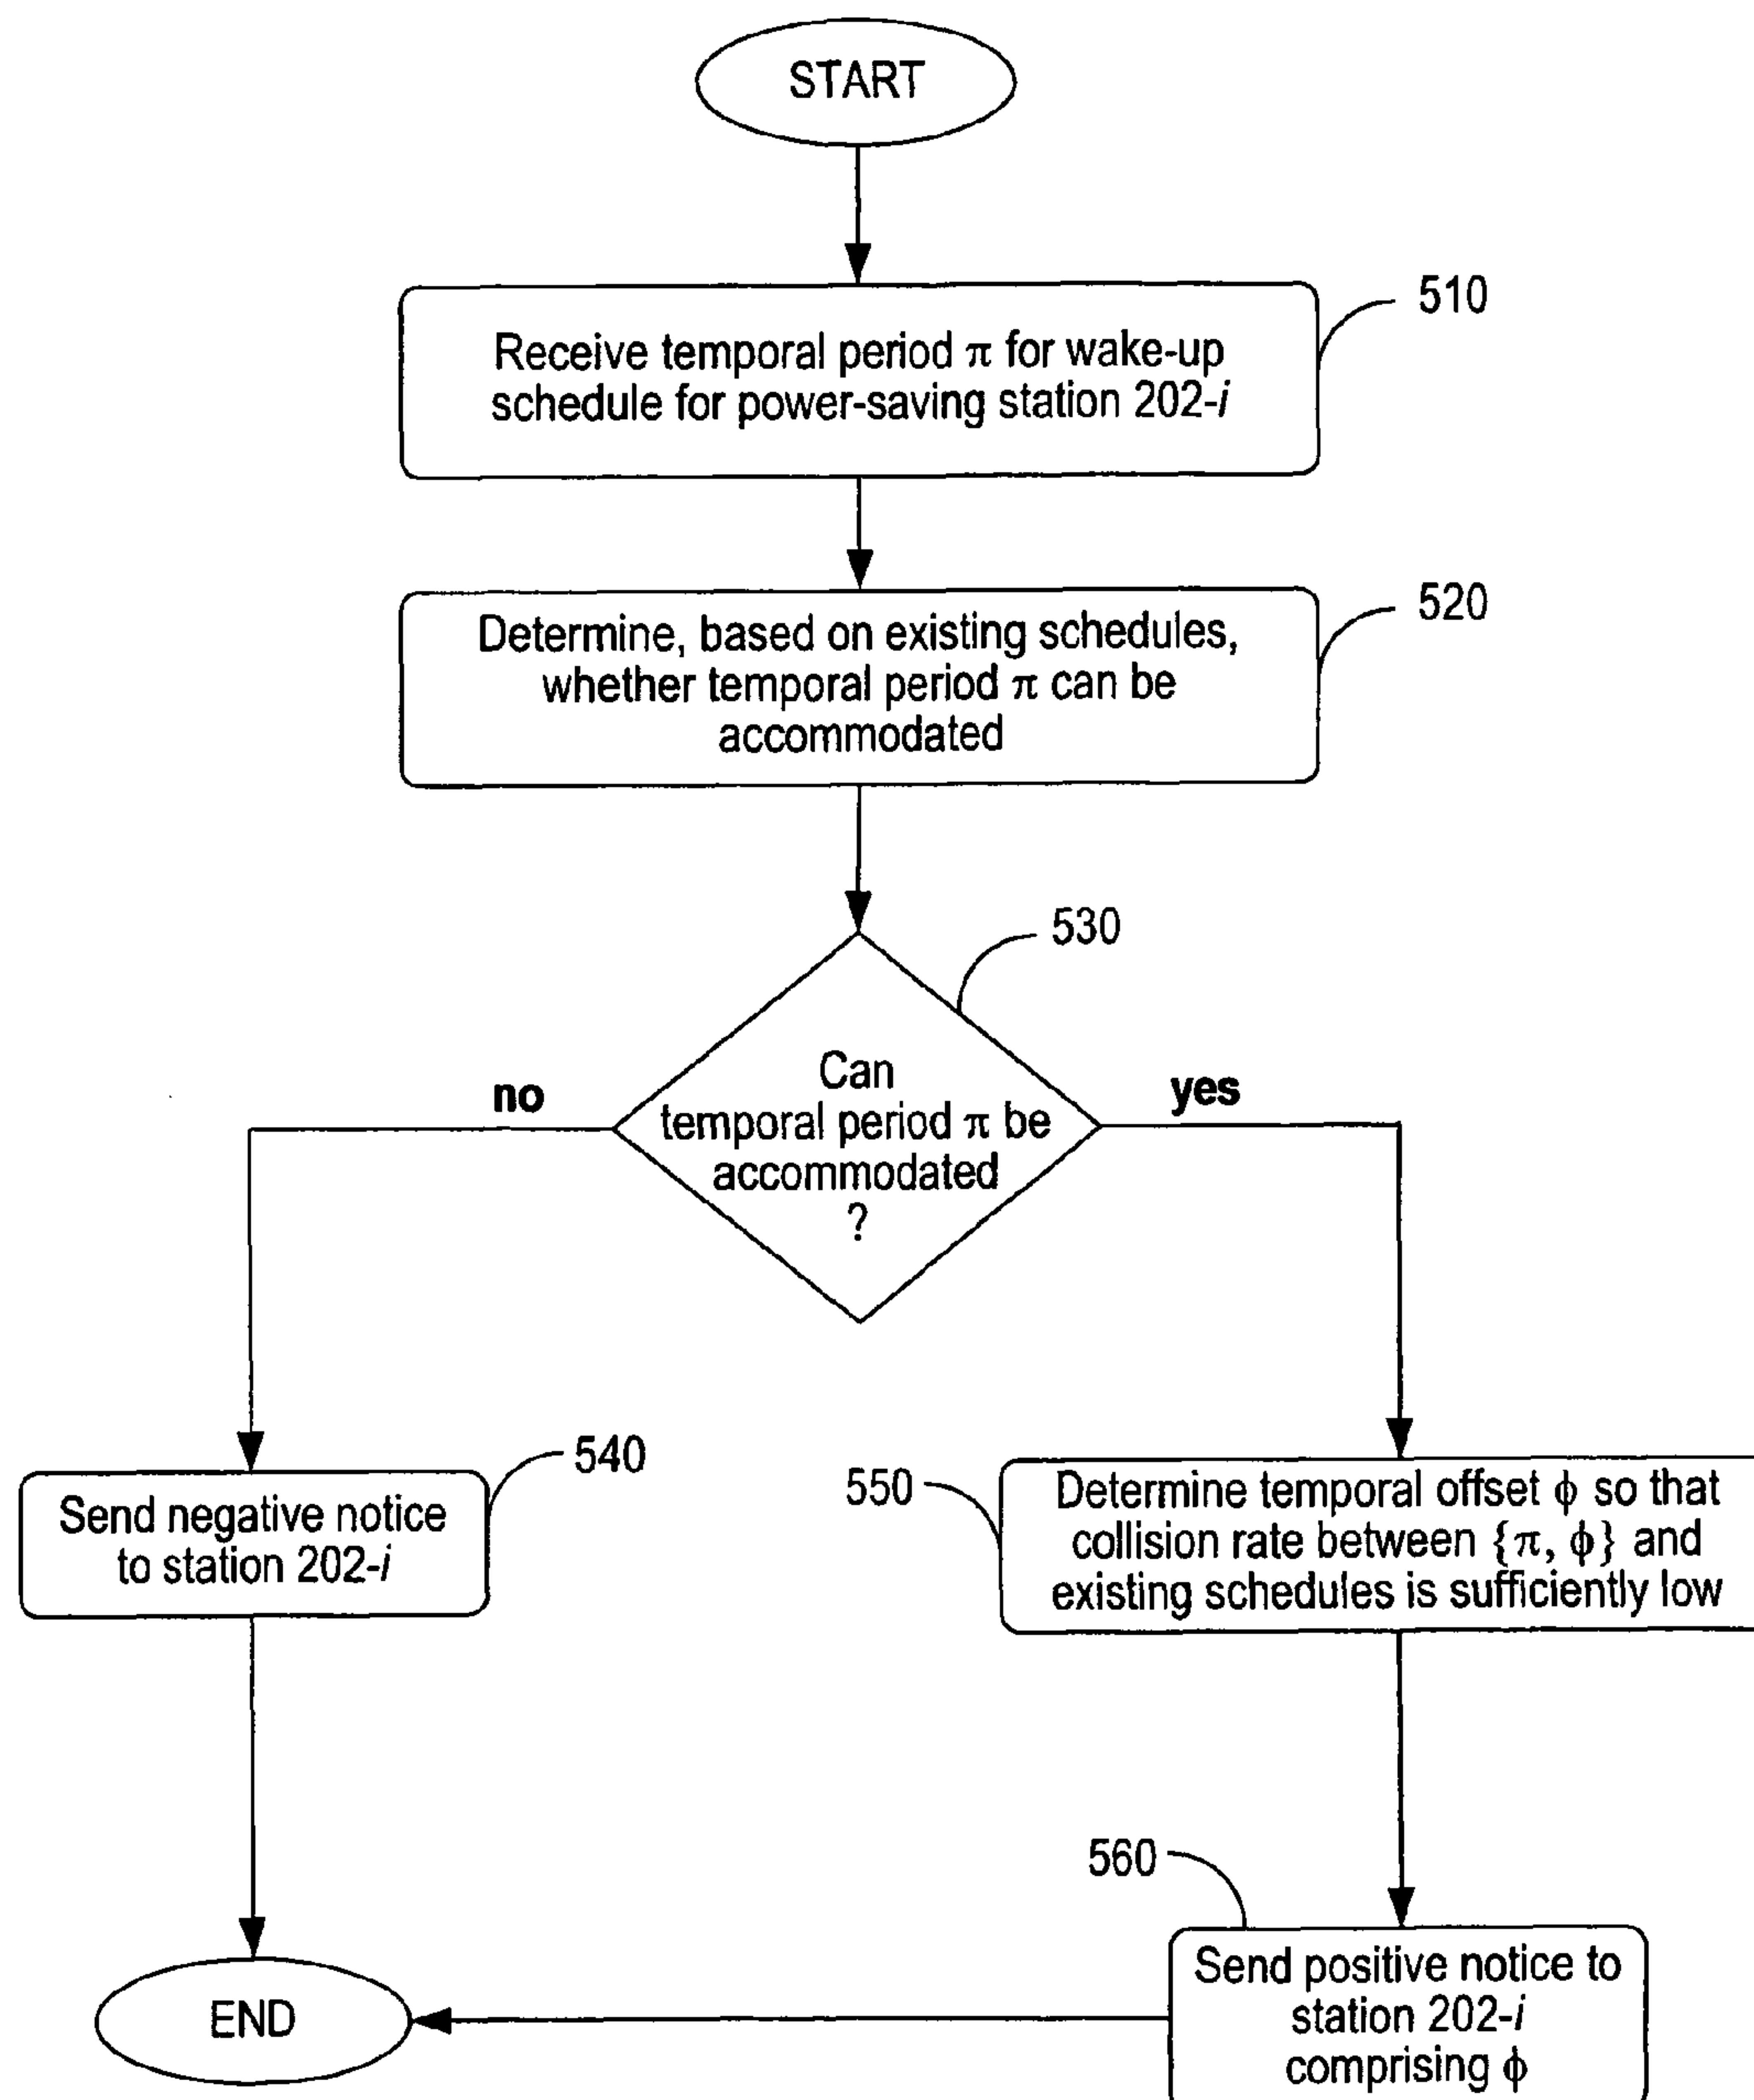 START
510
Receive temporal period π for wake-up
schedule for power-saving station 202-i
520
Determine, based on existing schedules,
whether temporal period π can be
accommodated
530
Can
temporal period π be
accommodated
?
no
yes
540
Send negative notice
to station 202-i
550
Determine temporal offset ϕ so that
collision rate between {π, ϕ} and
existing schedules is sufficiently low
560
Send positive notice to
station 202-i
comprising ϕ
END